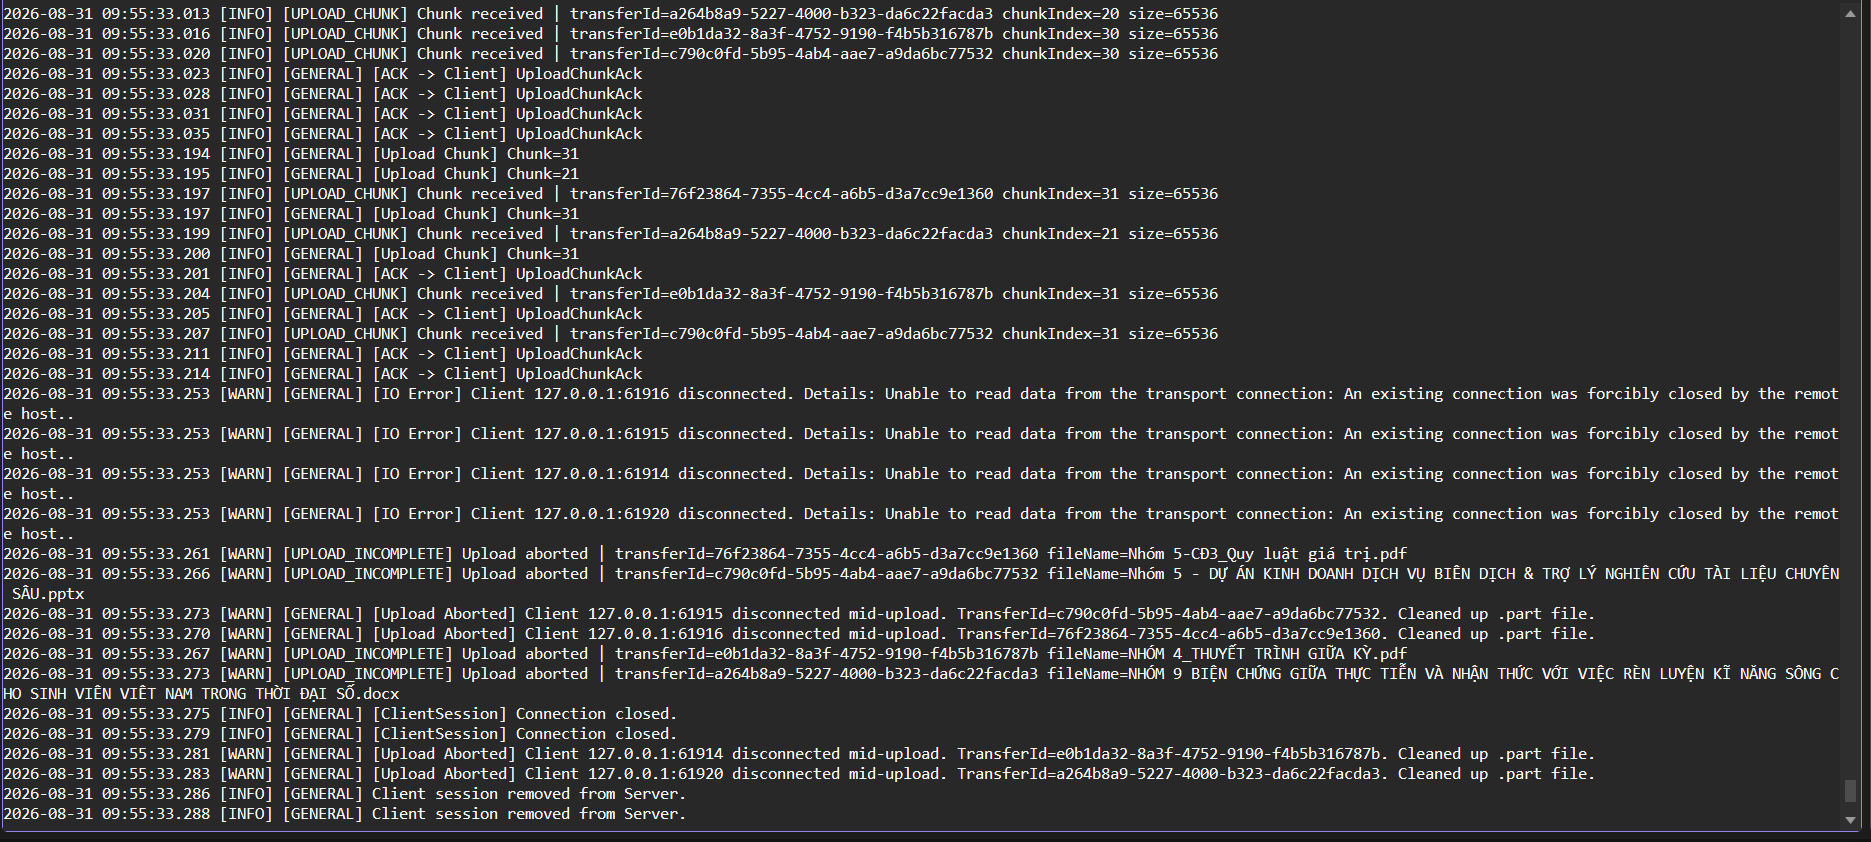 2026-08-31 09:55:33.013 [INFO] [UPLOAD_CHUNK] Chunk received | transferId=a264b8a9-5227-4000-b323-da6c22facda3 chunkIndex=20 size=65536
2026-08-31 09:55:33.016 [INFO] [UPLOAD_CHUNK] Chunk received | transferId=e0b1da32-8a3f-4752-9190-f4b5b316787b chunkIndex=30 size=65536
2026-08-31 09:55:33.020 [INFO] [UPLOAD_CHUNK] Chunk received | transferId=c790c0fd-5b95-4ab4-aae7-a9da6bc77532 chunkIndex=30 size=65536
2026-08-31 09:55:33.023 [INFO] [GENERAL] [ACK -> Client] UploadChunkAck
2026-08-31 09:55:33.028 [INFO] [GENERAL] [ACK -> Client] UploadChunkAck
2026-08-31 09:55:33.031 [INFO] [GENERAL] [ACK -> Client] UploadChunkAck
2026-08-31 09:55:33.035 [INFO] [GENERAL] [ACK -> Client] UploadChunkAck
2026-08-31 09:55:33.194 [INFO] [GENERAL] [Upload Chunk] Chunk=31
2026-08-31 09:55:33.195 [INFO] [GENERAL] [Upload Chunk] Chunk=21
2026-08-31 09:55:33.197 [INFO] [UPLOAD_CHUNK] Chunk received | transferId=76f23864-7355-4cc4-a6b5-d3a7cc9e1360 chunkIndex=31 size=65536
2026-08-31 09:55:33.197 [INFO] [GENERAL] [Upload Chunk] Chunk=31
2026-08-31 09:55:33.199 [INFO] [UPLOAD_CHUNK] Chunk received | transferId=a264b8a9-5227-4000-b323-da6c22facda3 chunkIndex=21 size=65536
2026-08-31 09:55:33.200 [INFO] [GENERAL] [Upload Chunk] Chunk=31
2026-08-31 09:55:33.201 [INFO] [GENERAL] [ACK -> Client] UploadChunkAck
2026-08-31 09:55:33.204 [INFO] [UPLOAD_CHUNK] Chunk received | transferId=e0b1da32-8a3f-4752-9190-f4b5b316787b chunkIndex=31 size=65536
2026-08-31 09:55:33.205 [INFO] [GENERAL] [ACK -> Client] UploadChunkAck
2026-08-31 09:55:33.207 [INFO] [UPLOAD_CHUNK] Chunk received | transferId=c790c0fd-5b95-4ab4-aae7-a9da6bc77532 chunkIndex=31 size=65536
2026-08-31 09:55:33.211 [INFO] [GENERAL] [ACK -> Client] UploadChunkAck
2026-08-31 09:55:33.214 [INFO] [GENERAL] [ACK -> Client] UploadChunkAck
2026-08-31 09:55:33.253 [WARN] [GENERAL] [IO Error] Client 127.0.0.1:61916 disconnected. Details: Unable to read data from the transport connection: An existing connection was forcibly closed by the remot
e host..
2026-08-31 09:55:33.253 [WARN] [GENERAL] [IO Error] Client 127.0.0.1:61915 disconnected. Details: Unable to read data from the transport connection: An existing connection was forcibly closed by the remot
e host..
2026-08-31 09:55:33.253 [WARN] [GENERAL] [IO Error] Client 127.0.0.1:61914 disconnected. Details: Unable to read data from the transport connection: An existing connection was forcibly closed by the remot
e host..
2026-08-31 09:55:33.253 [WARN] [GENERAL] [IO Error] Client 127.0.0.1:61920 disconnected. Details: Unable to read data from the transport connection: An existing connection was forcibly closed by the remot
e host..
2026-08-31 09:55:33.261 [WARN] [UPLOAD_INCOMPLETE] Upload aborted | transferId=76f23864-7355-4cc4-a6b5-d3a7cc9e1360 fileName=Nhóm 5-CĐ3_Quy luật giá trị.pdf
2026-08-31 09:55:33.266 [WARN] [UPLOAD_INCOMPLETE] Upload aborted | transferId=c790c0fd-5b95-4ab4-aae7-a9da6bc77532 fileName=Nhóm 5 - DỰ ÁN KINH DOANH DỊCH VỤ BIÊN DỊCH & TRỢ LÝ NGHIÊN CỨU TÀI LIỆU CHUYÊN
SÂU.pptx
2026-08-31 09:55:33.273 [WARN] [GENERAL] [Upload Aborted] Client 127.0.0.1:61915 disconnected mid-upload. TransferId=c790c0fd-5b95-4ab4-aae7-a9da6bc77532. Cleaned up .part file.
2026-08-31 09:55:33.270 [WARN] [GENERAL] [Upload Aborted] Client 127.0.0.1:61916 disconnected mid-upload. TransferId=76f23864-7355-4cc4-a6b5-d3a7cc9e1360. Cleaned up .part file.
2026-08-31 09:55:33.267 [WARN] [UPLOAD_INCOMPLETE] Upload aborted | transferId=e0b1da32-8a3f-4752-9190-f4b5b316787b fileName=NHÓM 4_THUYẾT TRÌNH GIỮA KỲ.pdf
2026-08-31 09:55:33.273 [WARN] [UPLOAD_INCOMPLETE] Upload aborted | transferId=a264b8a9-5227-4000-b323-da6c22facda3 fileName=NHÓM 9 BIỆN CHỨNG GIỮA THỰC TIỄN VÀ NHẬN THỨC VỚI VIỆC RÈN LUYỆN KĨ NĂNG SÔNG C
HO SINH VIÊN VIÊT NAM TRONG THỜI ĐẠI SỐ.docx
2026-08-31 09:55:33.275 [INFO] [GENERAL] [ClientSession] Connection closed.
2026-08-31 09:55:33.279 [INFO] [GENERAL] [ClientSession] Connection closed.
2026-08-31 09:55:33.281 [WARN] [GENERAL] [Upload Aborted] Client 127.0.0.1:61914 disconnected mid-upload. TransferId=e0b1da32-8a3f-4752-9190-f4b5b316787b. Cleaned up .part file.
2026-08-31 09:55:33.283 [WARN] [GENERAL] [Upload Aborted] Client 127.0.0.1:61920 disconnected mid-upload. TransferId=a264b8a9-5227-4000-b323-da6c22facda3. Cleaned up .part file.
2026-08-31 09:55:33.286 [INFO] [GENERAL] Client session removed from Server.
2026-08-31 09:55:33.288 [INFO] [GENERAL] Client session removed from Server.